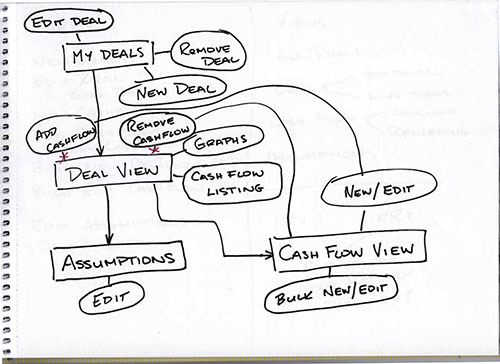 EDIT DEAL
MY DEALS
REMOVE
DEAL
NEW DEAL
ADD
CASHFLOW
REMOVE
CASHFLOW
GRAPHS
DEAL VIEW
CASH FLOW
LISTING
NEW/EDIT
ASSUMPTIONS
CASH FLOW VIEW
EDIT
BULK NEW/EDIT
VIEWS